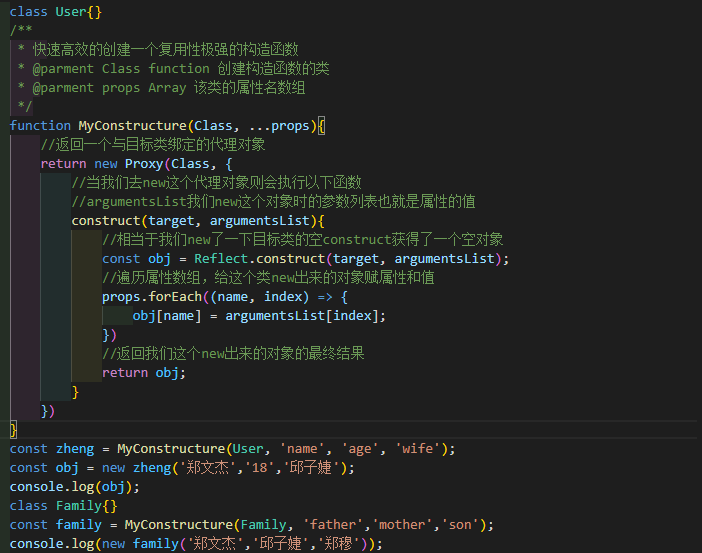 class User{}
/**
 * 快速高效的创建一个复用性极强的构造函数
 * @parment Class function 创建构造函数的类
 * @parment props Array 该类的属性名数组
 */
function MyConstructure(Class, ...props){
    //返回一个与目标类绑定的代理对象
    return new Proxy(Class, {
        //当我们去new这个代理对象则会执行以下函数
        //argumentsList我们new这个对象时的参数列表也就是属性的值
        construct(target, argumentsList){
            //相当于我们new了一下目标类的空construct获得了一个空对象
            const obj = Reflect.construct(target, argumentsList);
            //遍历属性数组，给这个类new出来的对象赋属性和值
            props.forEach((name, index) => {
                obj[name] = argumentsList[index];
            })
            //返回我们这个new出来的对象的最终结果
            return obj;
        }
    })
}
const zheng = MyConstructure(User, 'name', 'age', 'wife');
const obj = new zheng('郑文杰','18','邱子婕');
console.log(obj);
class Family{}
const family = MyConstructure(Family, 'father','mother','son');
console.log(new family('郑文杰','邱子婕','郑穆'));